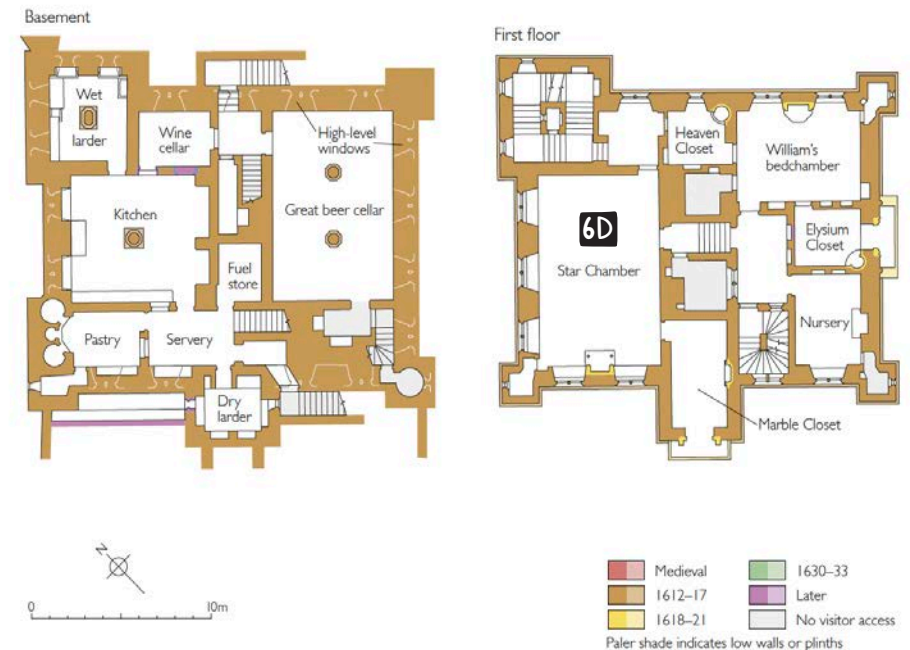 Basement
Wet
larder
Wine
cellar
High-level
windows
Kitchen
Great beer cellar
Fuel
store
Pastry
Servery
Dry
larder
First floor
Heaven
Closet
William's
bedchamber
6D
Star Chamber
Elysium
Closet
Nursery
Marble Closet
N
0 10m
Medieval
1612–17
1618–21
1630–33
Later
No visitor access
Paler shade indicates low walls or plinths